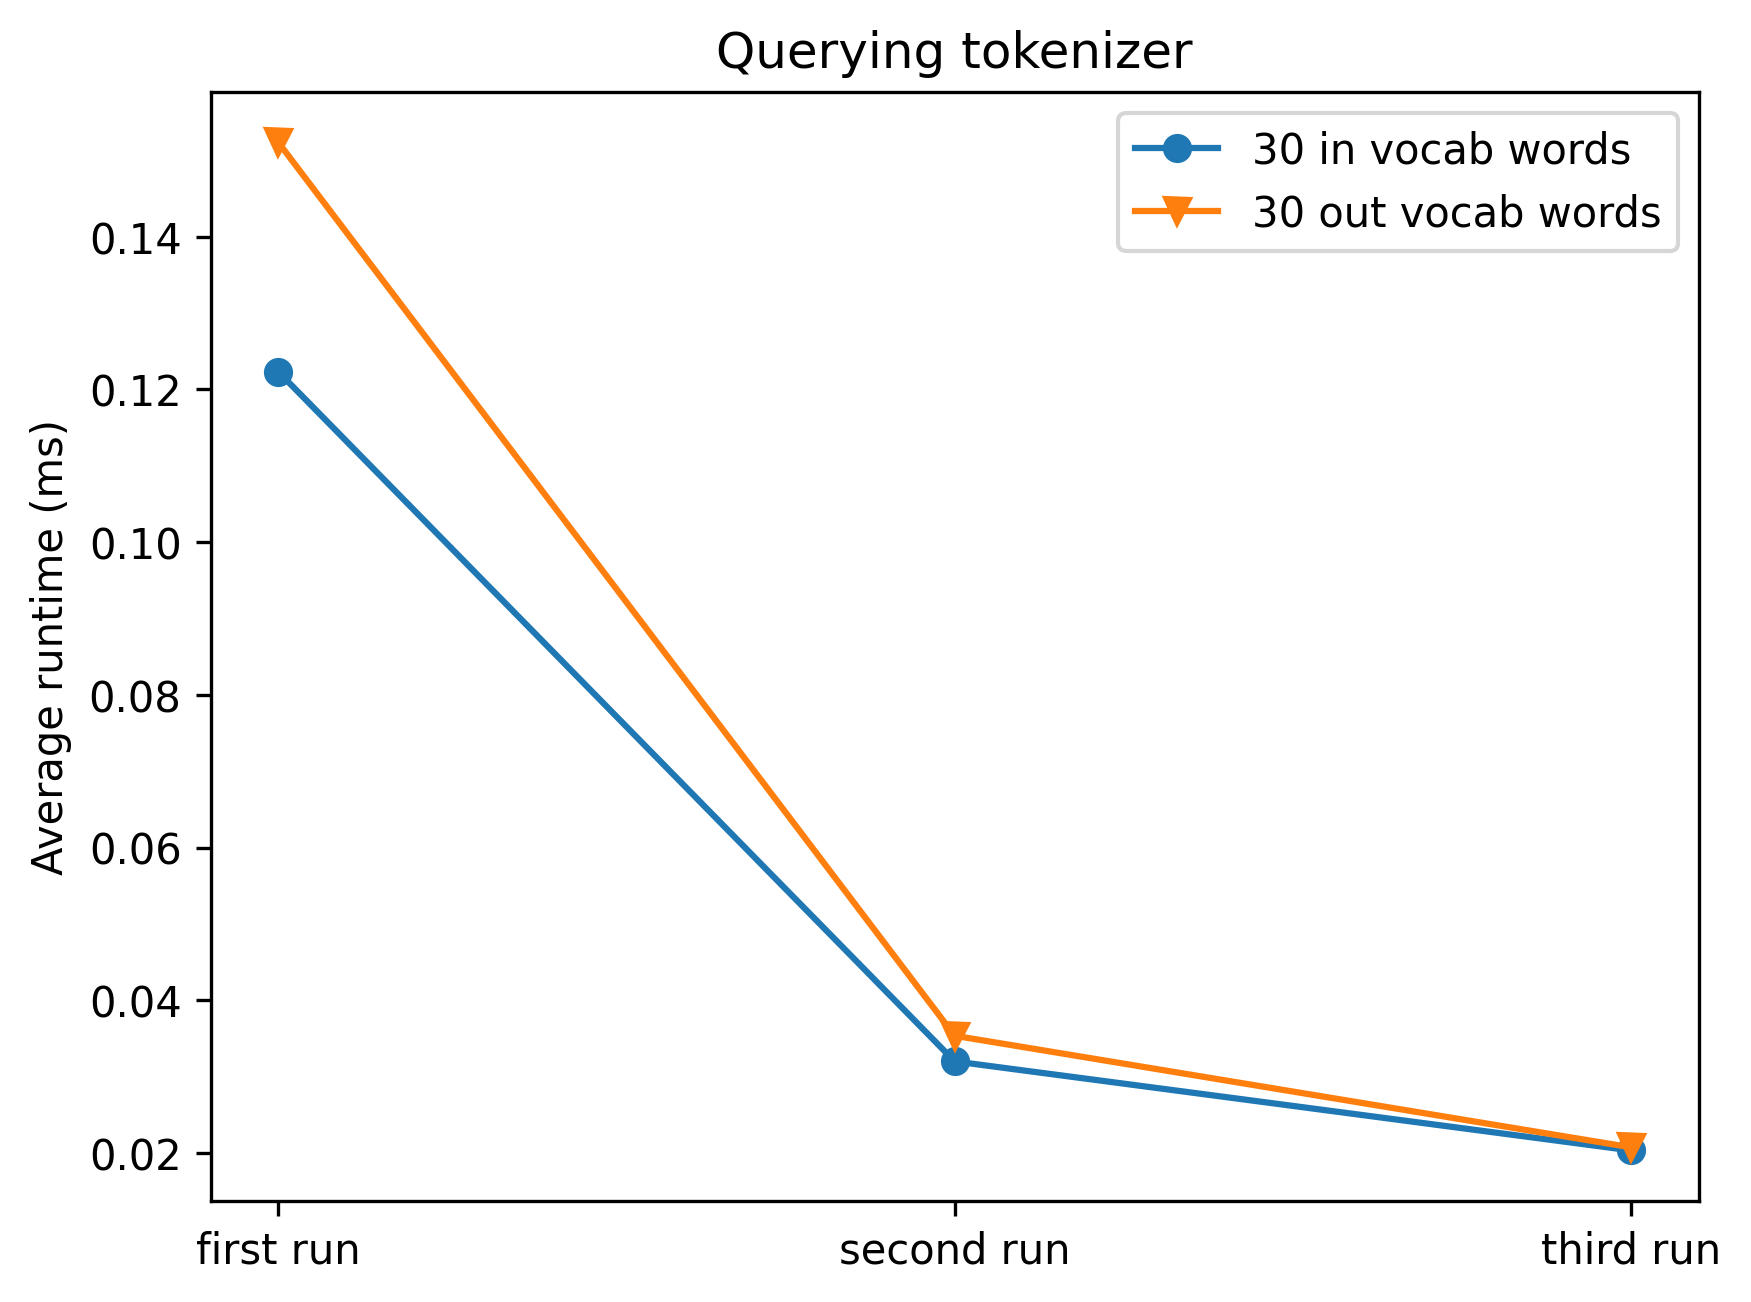 Querying tokenizer
30 in vocab words
30 out vocab words
Average runtime (ms)
0.14
0.12
0.10
0.08
0.06
0.04
0.02
first run
second run
third run